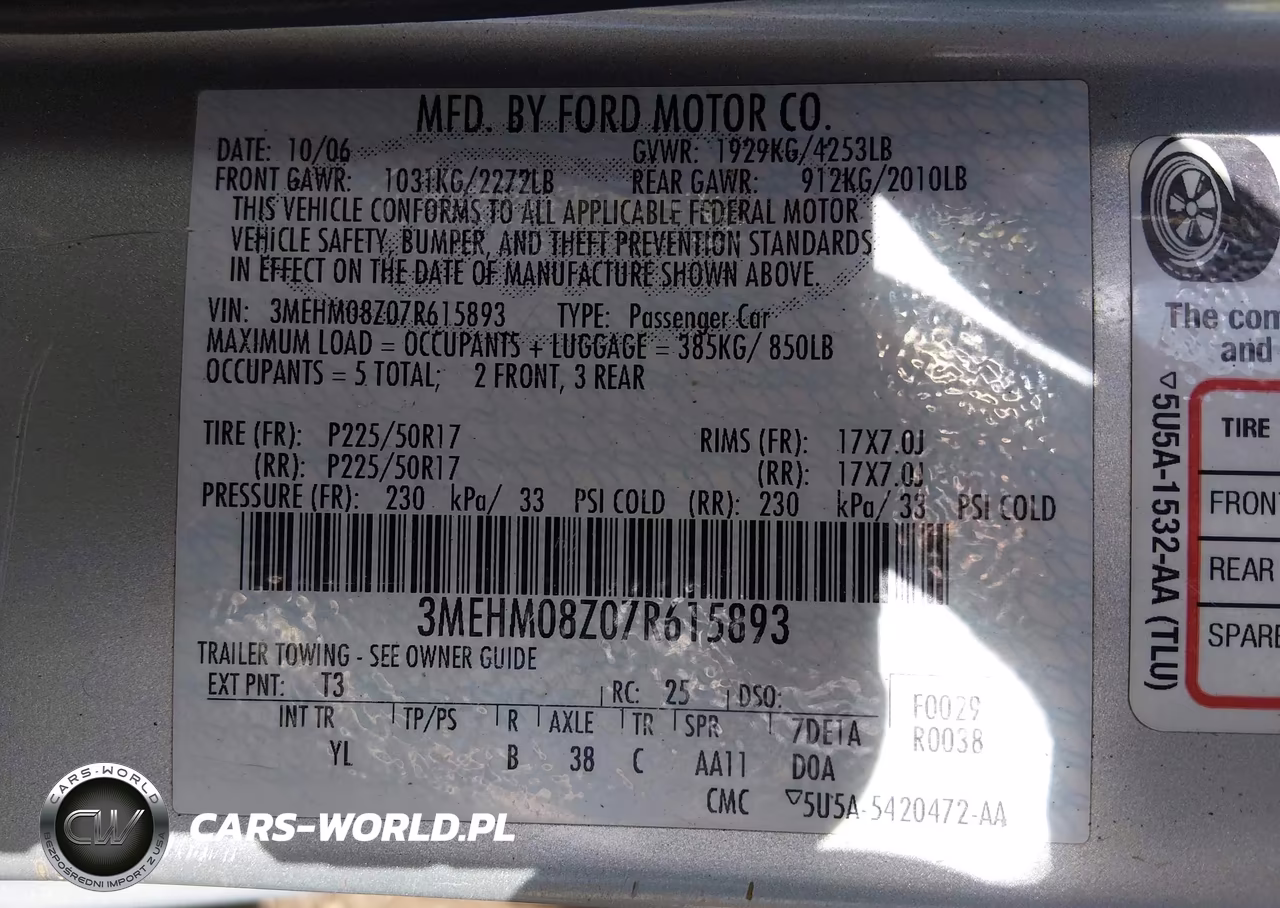 MFD. BY FORD MOTOR CO.
DATE: 10/06 GVWR: 1929KG/4253LB
FRONT GAWR: 1031KG/2272LB REAR GAWR: 912KG/2010LB
THIS VEHICLE CONFORMS TO ALL APPLICABLE FEDERAL MOTOR
VEHICLE SAFETY, BUMPER, AND THEFT PREVENTION STANDARDS
IN EFFECT ON THE DATE OF MANUFACTURE SHOWN ABOVE.
VIN: 3MEHM08Z07R615893 TYPE: Passenger Car
MAXIMUM LOAD = OCCUPANTS + LUGGAGE = 385KG/ 850LB
OCCUPANTS = 5 TOTAL; 2 FRONT, 3 REAR
TIRE (FR): P225/50R17 RIMS (FR): 17X7.0J
(RR): P225/50R17 (RR): 17X7.0J
PRESSURE (FR): 230 kPa/ 33 PSI COLD (RR): 230 kPa/ 33 PSI COLD
3MEHM08Z07R615893
TRAILER TOWING - SEE OWNER GUIDE
EXT PNT: T3 RC: 25 DSO:
INT TR TP/PS R AXLE TR SPR 7DE1A
YL B 38 C AA11 DOA
CMC ▽5U5A-5420472-AA
F0029
R0038
The com
and
▽5U5A-1532-AA (TLU)
TIRE
FRON
REAR
SPARE
CARS-WORLD
CW
BEZPOŚREDNI IMPORT Z USA
CARS-WORLD.PL